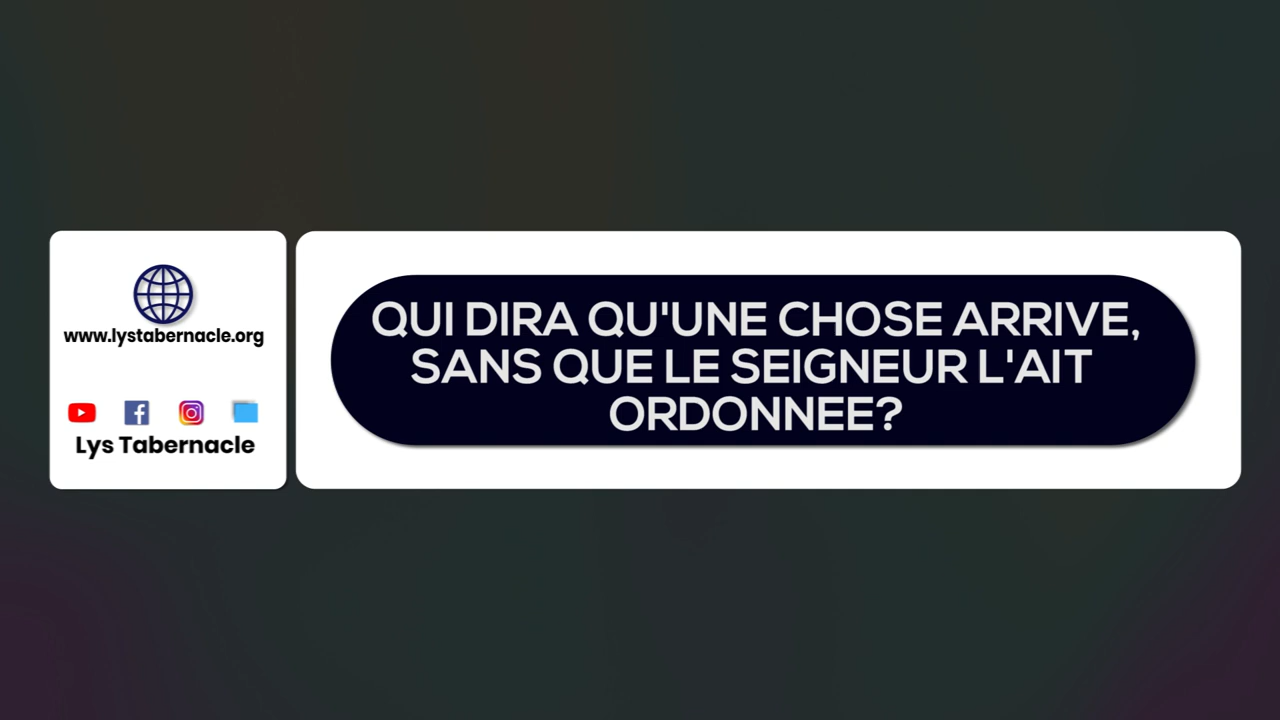 www.lystabernacle.org
Lys Tabernacle
QUI DIRA QU'UNE CHOSE ARRIVE,
SANS QUE LE SEIGNEUR L'AIT
ORDONNEE?